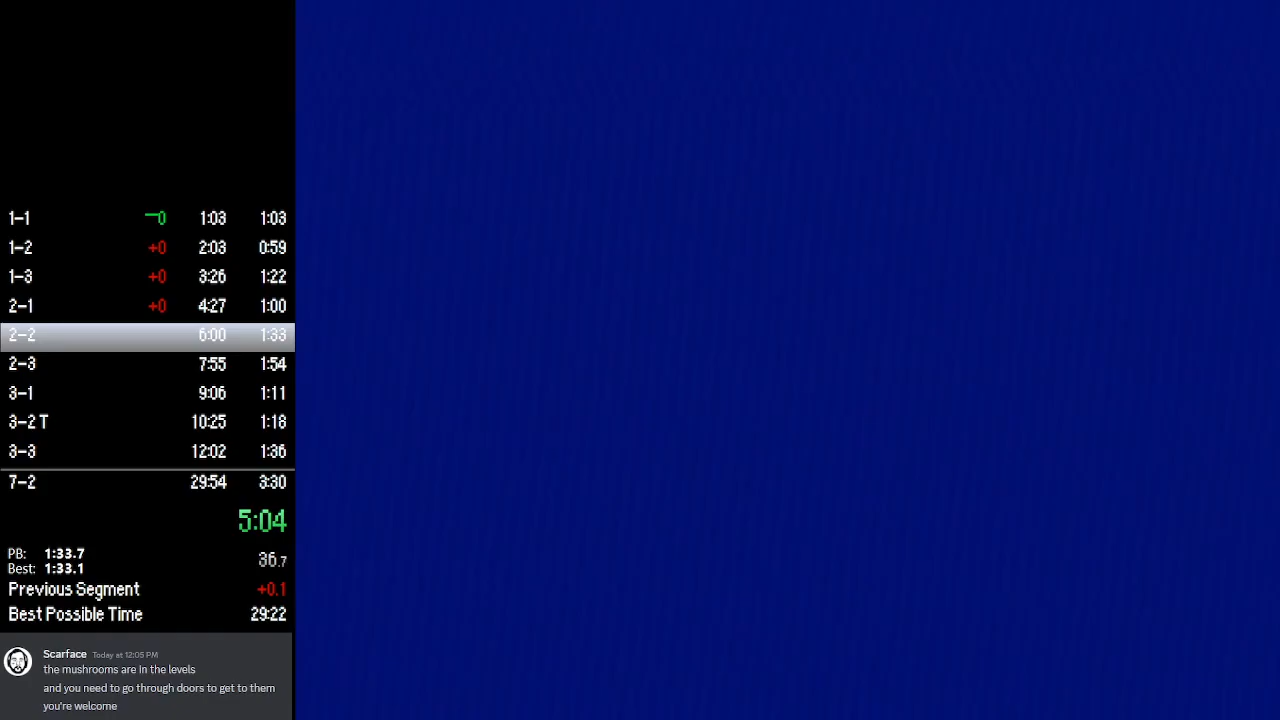 1-1 -0 1:03 1:03
1-2 +0 2:03 0:59
1-3 +0 3:26 1:22
2-1 +0 4:27 1:00
2-2 6:00 1:33
2-3 7:55 1:54
3-1 9:06 1:11
3-2 T 10:25 1:18
3-3 12:02 1:36
7-2 29:54 3:30
5:04
PB: 1:33.7
Best: 1:33.1
36.7
Previous Segment +0.1
Best Possible Time 29:22
Scarface Today at 12:05 PM
the mushrooms are in the levels
and you need to go through doors to get to them
you're welcome